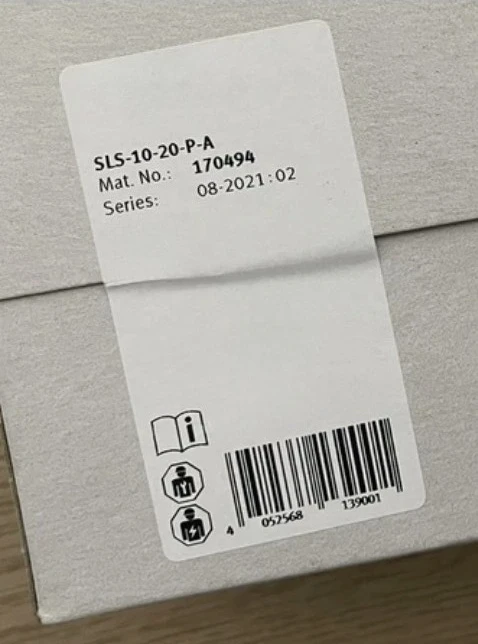 SLS-10-20-P-A
Mat. No.: 170494
Series: 08-2021:02
4 052568 139001